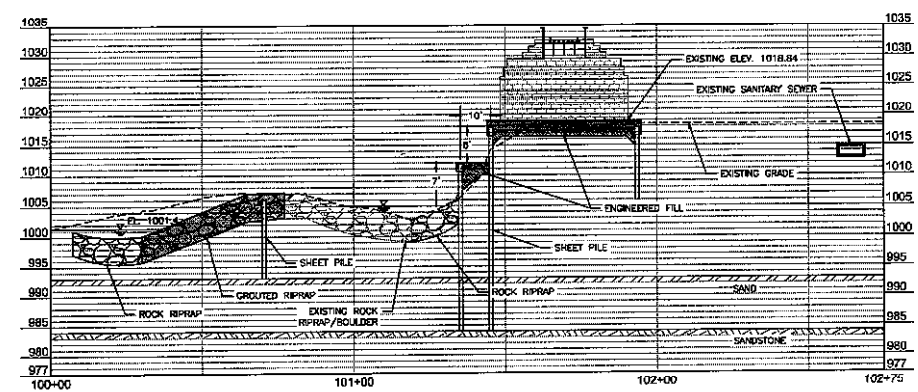 1035
1030
1025
1020
1015
1010
1005
1000
995
990
985
980
977
1035
1030
1025
1020
1015
1010
1005
1000
995
990
985
980
977
EXISTING ELEV. 1018.84
EXISTING SANITARY SEWER
10'
7'
EXISTING GRADE
ENGINEERED FILL
EL. 1001.4
SHEET PILE
SHEET PILE
GROUTED RIPRAP
ROCK RIPRAP
ROCK RIPRAP
EXISTING ROCK
RIPRAP/BOULDER
SAND
SANDSTONE
100+00
101+00
102+00
102+75